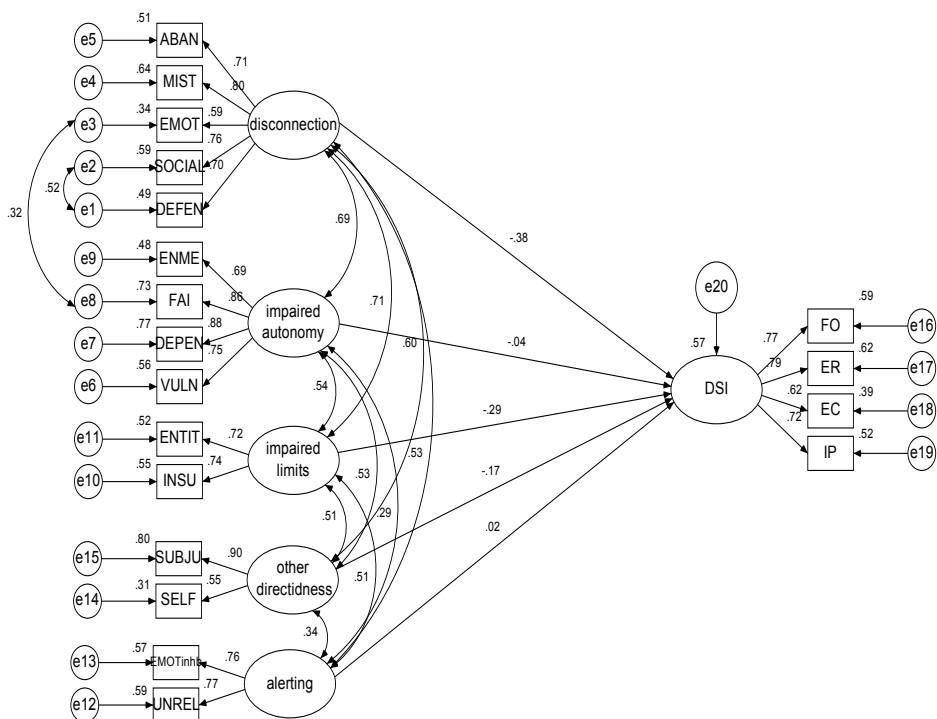 .51
e5 ABAN
.71
.64
e4 MIST
.80
.34
e3 EMOT
.59
disconnection
.76
.59
e2 SOCIAL
.70
.52
.49
e1 DEFEN
.32
.69
-.38
.48
e9 ENME
.69
.73
e8 FAI
.86
impaired
autonomy
.77
e7 DEPEN
.88
.75
.56
e6 VULN
.71
.60
-.04
.54
e20
.57
DSI
.59
.77
FO e16
.62
.79
ER e17
.62
.39
EC e18
.72
.52
IP e19
.52
e11 ENTIT
.72
impaired
limits
-.29
.55
e10 INSU
.74
.53
.53
-.17
.51
.29
.02
.80
e15 SUBJU
.90
other
directidness
.31
e14 SELF
.55
.51
.34
.57
e13
.76
alerting
.59
e12 UNREL
.77